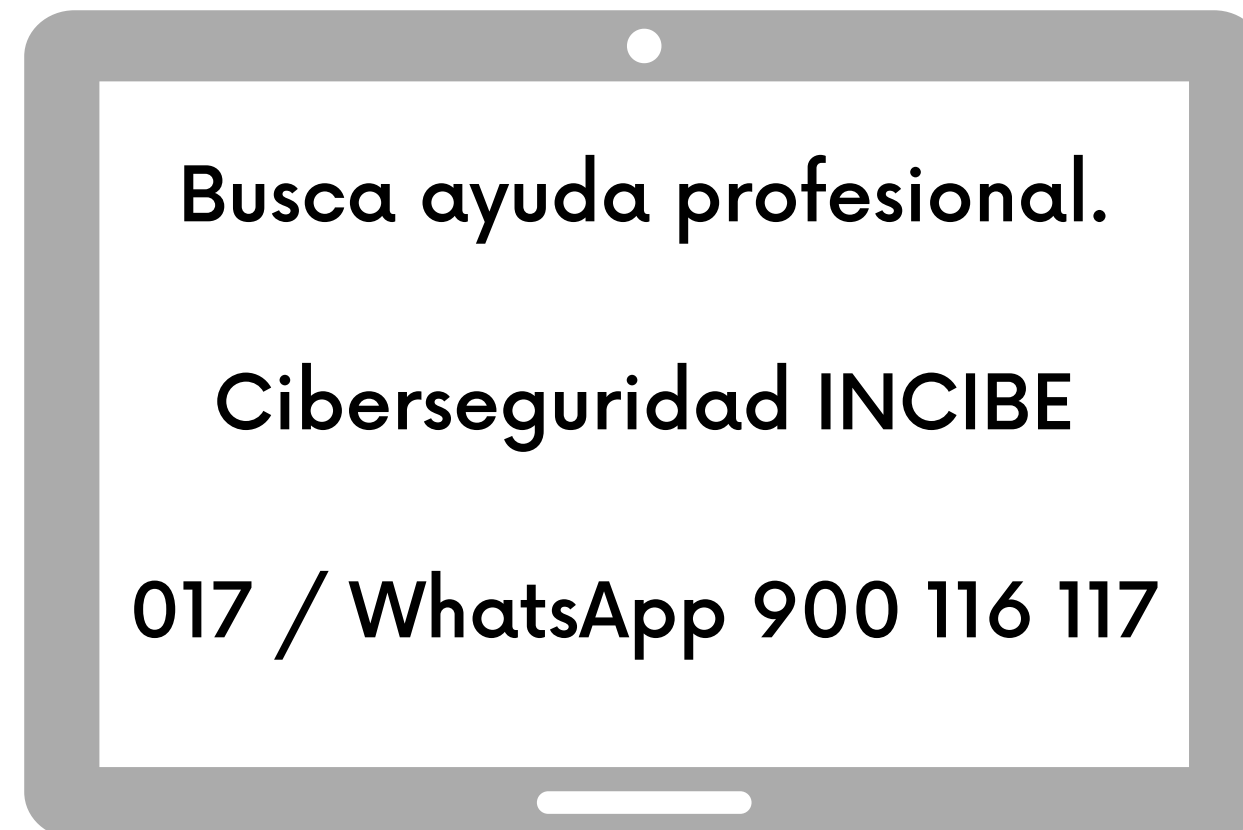 Busca ayuda profesional.
Ciberseguridad INCIBE
017 / WhatsApp 900 116 117